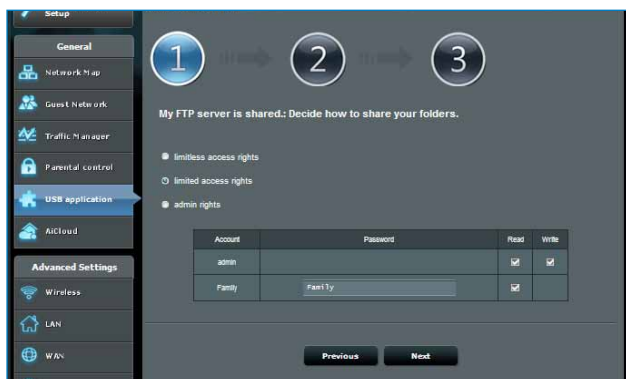 Setup
General
Network Map
Guest Network
Traffic Manager
Parental control
USB application
AiCloud
Advanced Settings
Wireless
LAN
WAN
1 2 3
My FTP server is shared.: Decide how to share your folders.
limitless access rights
limited access rights
admin rights
Account Password Read Write
admin
Family Family
Previous Next